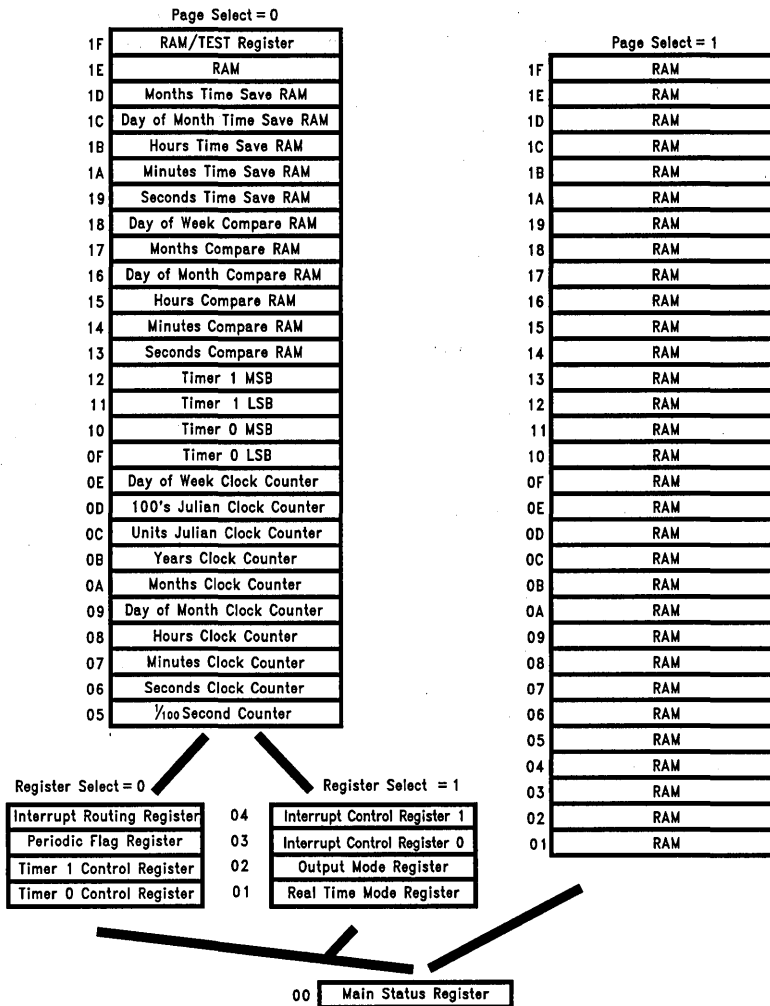 Page Select = 0
1F RAM/TEST Register
1E RAM
1D Months Time Save RAM
1C Day of Month Time Save RAM
1B Hours Time Save RAM
1A Minutes Time Save RAM
19 Seconds Time Save RAM
18 Day of Week Compare RAM
17 Months Compare RAM
16 Day of Month Compare RAM
15 Hours Compare RAM
14 Minutes Compare RAM
13 Seconds Compare RAM
12 Timer 1 MSB
11 Timer 1 LSB
10 Timer 0 MSB
0F Timer 0 LSB
0E Day of Week Clock Counter
0D 100's Julian Clock Counter
0C Units Julian Clock Counter
0B Years Clock Counter
0A Months Clock Counter
09 Day of Month Clock Counter
08 Hours Clock Counter
07 Minutes Clock Counter
06 Seconds Clock Counter
05 1/100 Second Counter
Page Select = 1
1F RAM
1E RAM
1D RAM
1C RAM
1B RAM
1A RAM
19 RAM
18 RAM
17 RAM
16 RAM
15 RAM
14 RAM
13 RAM
12 RAM
11 RAM
10 RAM
0F RAM
0E RAM
0D RAM
0C RAM
0B RAM
0A RAM
09 RAM
08 RAM
07 RAM
06 RAM
05 RAM
04 RAM
03 RAM
02 RAM
01 RAM
Register Select = 0 Register Select = 1
Interrupt Routing Register 04 Interrupt Control Register 1
Periodic Flag Register 03 Interrupt Control Register 0
Timer 1 Control Register 02 Output Mode Register
Timer 0 Control Register 01 Real Time Mode Register
00 Main Status Register